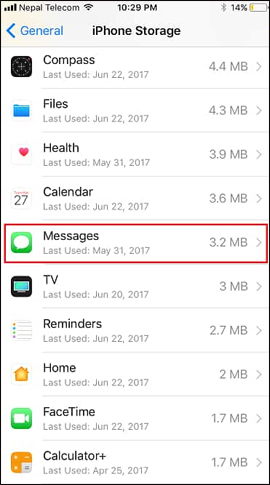 Nepal Telecom 10:29 PM 14%
General iPhone Storage
Compass 4.4 MB
Last Used: Jun 22, 2017
Files 4.3 MB
Last Used: Jun 22, 2017
Health 3.9 MB
Last Used: May 31, 2017
Tuesday
27
Calendar 3.6 MB
Last Used: Jun 22, 2017
Messages 3.2 MB
Last Used: May 31, 2017
TV 3 MB
Last Used: Jun 20, 2017
Reminders 2.7 MB
Last Used: Jun 22, 2017
Home 2 MB
Last Used: Jun 22, 2017
FaceTime 1.7 MB
Last Used: Jun 22, 2017
Calculator+ 1.7 MB
Last Used: Apr 25, 2017